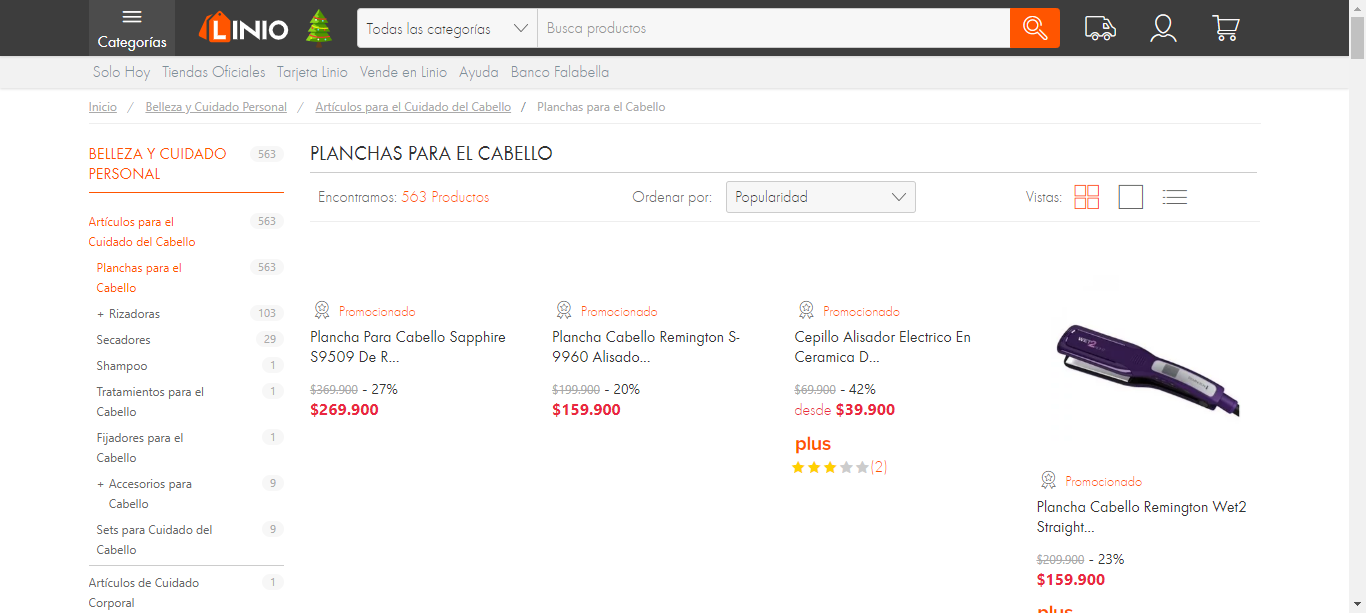 Categorías
LINIO
Todas las categorías
Busca productos
Solo Hoy
Tiendas Oficiales
Tarjeta Linio
Vende en Linio
Ayuda
Banco Falabella
Inicio / Belleza y Cuidado Personal / Artículos para el Cuidado del Cabello / Planchas para el Cabello
BELLEZA Y CUIDADO 563
PERSONAL
Artículos para el 563
Cuidado del Cabello
Planchas para el 563
Cabello
+ Rizadoras 103
Secadores 29
Shampoo 1
Tratamientos para el 1
Cabello
Fijadores para el 1
Cabello
+ Accesorios para 9
Cabello
Sets para Cuidado del 9
Cabello
Artículos de Cuidado 1
Corporal
PLANCHAS PARA EL CABELLO
Encontramos: 563 Productos
Ordenar por: Popularidad
Vistas:
Promocionado
Plancha Para Cabello Sapphire
S9509 De R...
$369.900 - 27%
$269.900
Promocionado
Plancha Cabello Remington S-
9960 Alisado...
$199.900 - 20%
$159.900
Promocionado
Cepillo Alisador Electrico En
Ceramica D...
$69.900 - 42%
desde $39.900
plus
(2)
WET2
Promocionado
Plancha Cabello Remington Wet2
Straight...
$209.900 - 23%
$159.900
plus